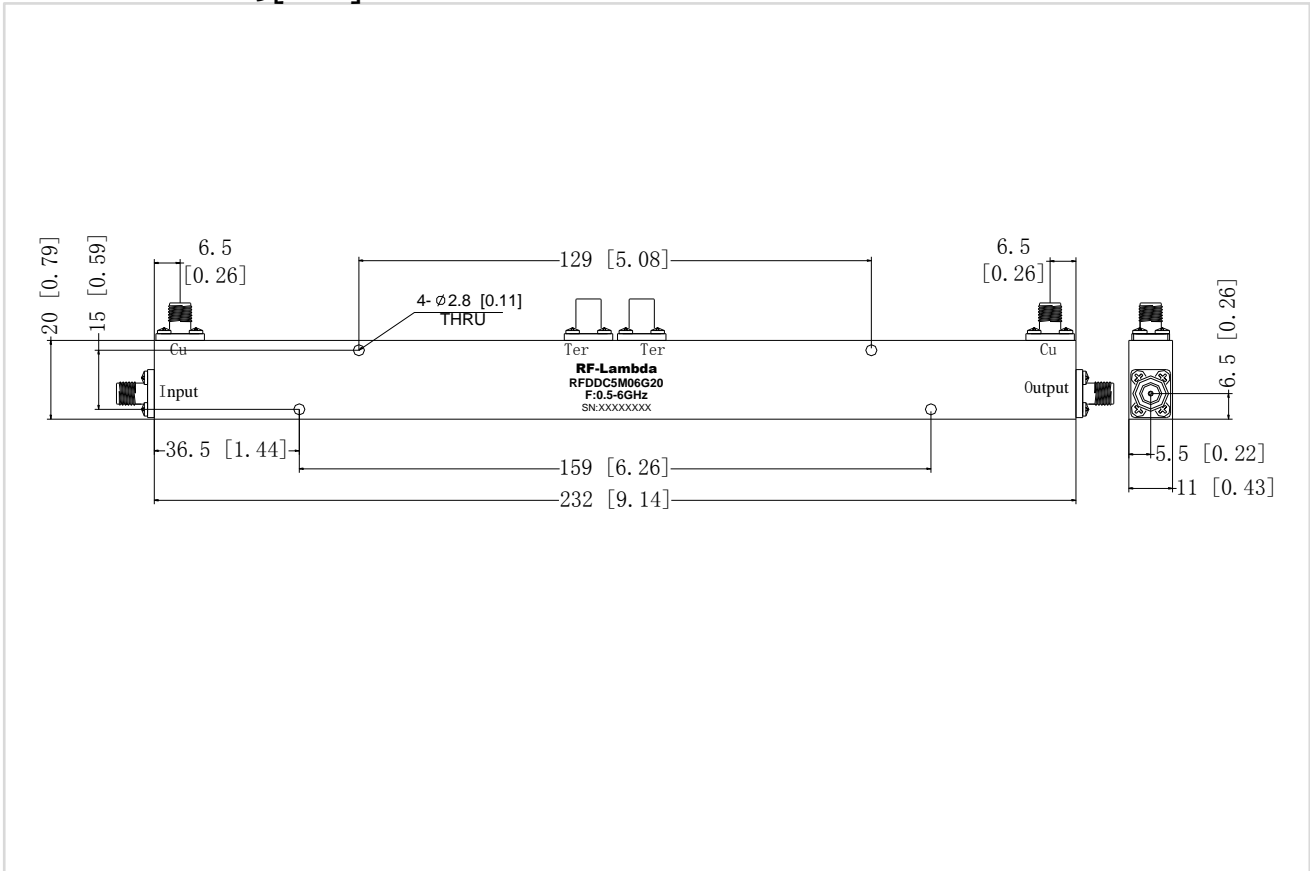 20 [0.79]
15 [0.59]
6.5
[0.26]
129 [5.08]
6.5
[0.26]
4-Ø2.8 [0.11]
THRU
Cu
Ter
Ter
Cu
Input
RF-Lambda
RFDDC5M06G20
F:0.5-6GHz
SN:XXXXXXXX
Output
6.5 [0.26]
36.5 [1.44]
159 [6.26]
232 [9.14]
5.5 [0.22]
11 [0.43]